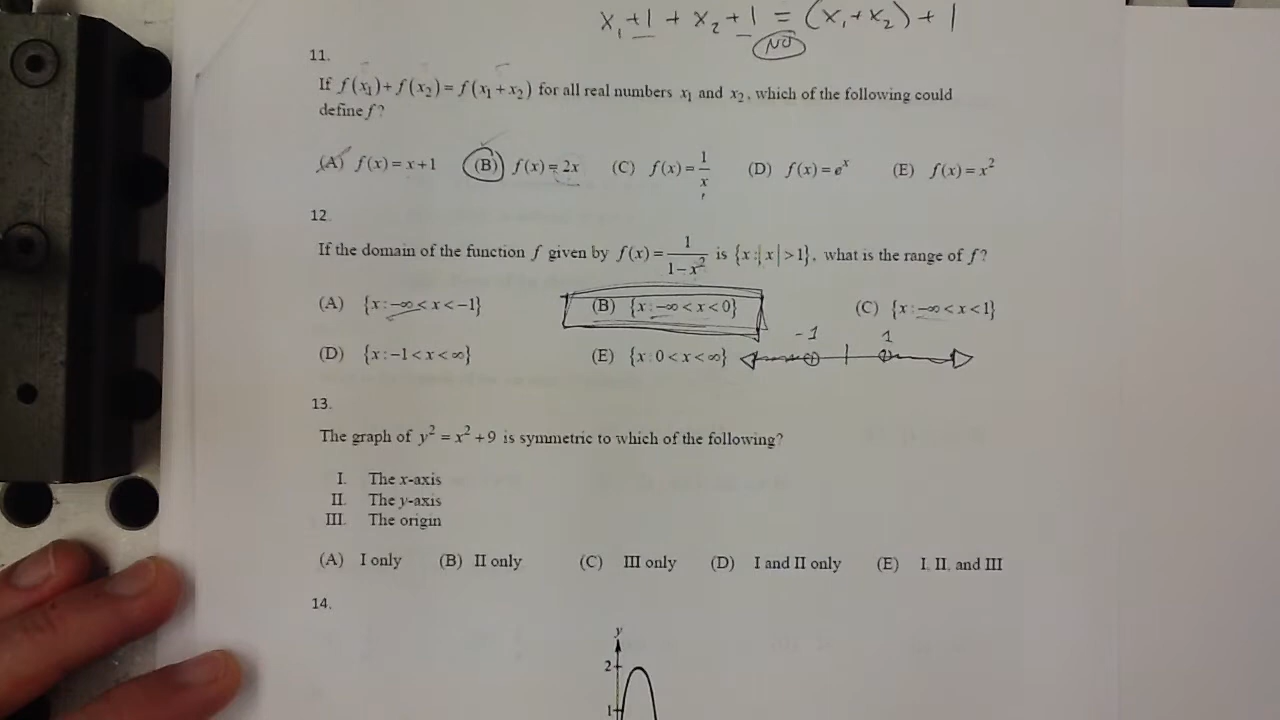 x₁+1 + x₂+1 = (x₁+x₂)+1
NO
11.
If f(x₁)+f(x₂)=f(x₁+x₂) for all real numbers x₁ and x₂, which of the following could
define f?
(A) f(x)=x+1 (B) f(x)=2x (C) f(x)=1/x (D) f(x)=eˣ (E) f(x)=x²
12.
If the domain of the function f given by f(x)=1/(1−x²) is {x:|x|>1}, what is the range of f?
(A) {x:−∞<x<−1} (B) {x:−∞<x<0} (C) {x:−∞<x<1}
-1 1
(D) {x:−1<x<∞} (E) {x:0<x<∞}
13.
The graph of y²=x²+9 is symmetric to which of the following?
I. The x-axis
II. The y-axis
III. The origin
(A) I only (B) II only (C) III only (D) I and II only (E) I, II, and III
14.
y
2
1